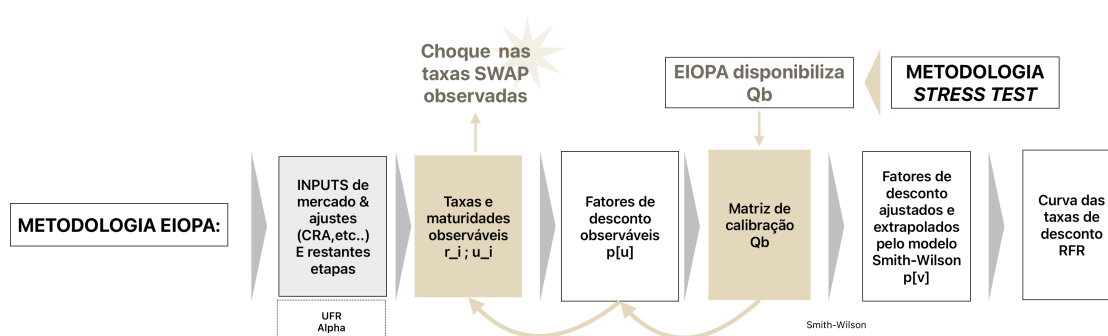 Choque nas
taxas SWAP
observadas
EIOPA disponibiliza
Qb
METODOLOGIA
STRESS TEST
METODOLOGIA EIOPA:
INPUTS de
mercado &
ajustes
(CRA,etc..)
E restantes
etapas
Taxas e
maturidades
observáveis
r_i ; u_i
Fatores de
desconto
observáveis
p[u]
Matriz de
calibração
Qb
Fatores de
desconto
ajustados e
extrapolados
pelo modelo
Smith-Wilson
p[v]
Curva das
taxas de
desconto
RFR
UFR
Alpha
Smith-Wilson